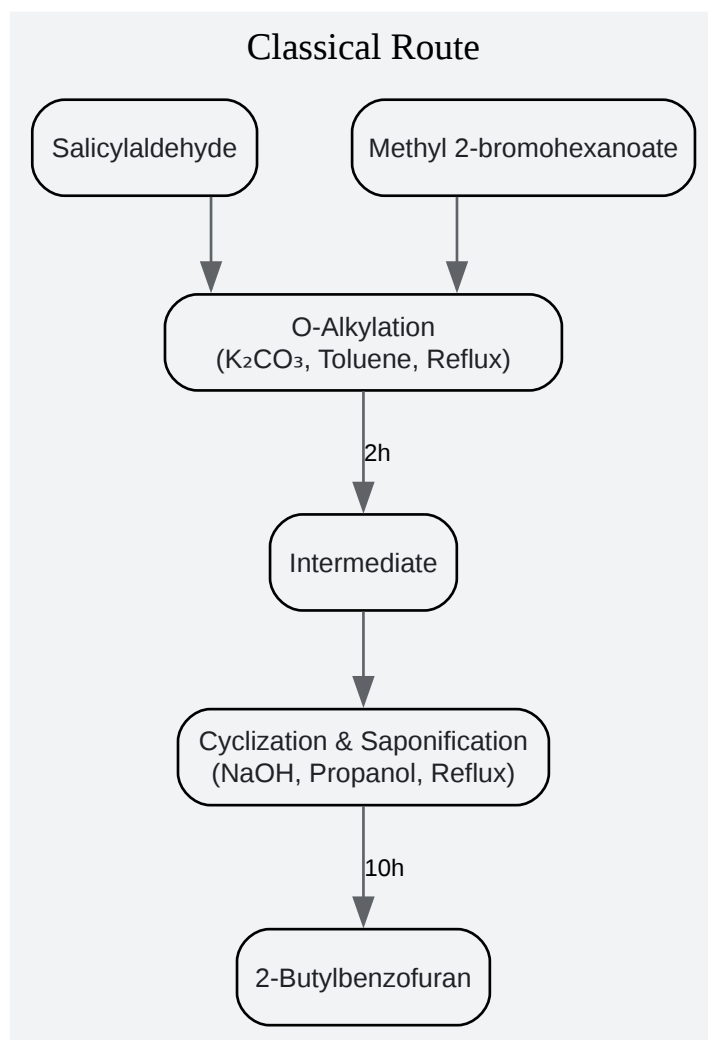 Classical Route
Salicylaldehyde
Methyl 2-bromohexanoate
O-Alkylation
(K₂CO₃, Toluene, Reflux)
2h
Intermediate
Cyclization & Saponification
(NaOH, Propanol, Reflux)
10h
2-Butylbenzofuran